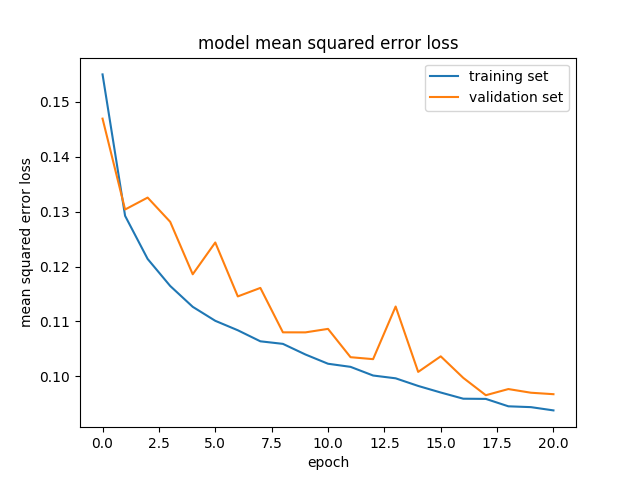 model mean squared error loss
training set
validation set
mean squared error loss
0.15
0.14
0.13
0.12
0.11
0.10
0.0 2.5 5.0 7.5 10.0 12.5 15.0 17.5 20.0
epoch